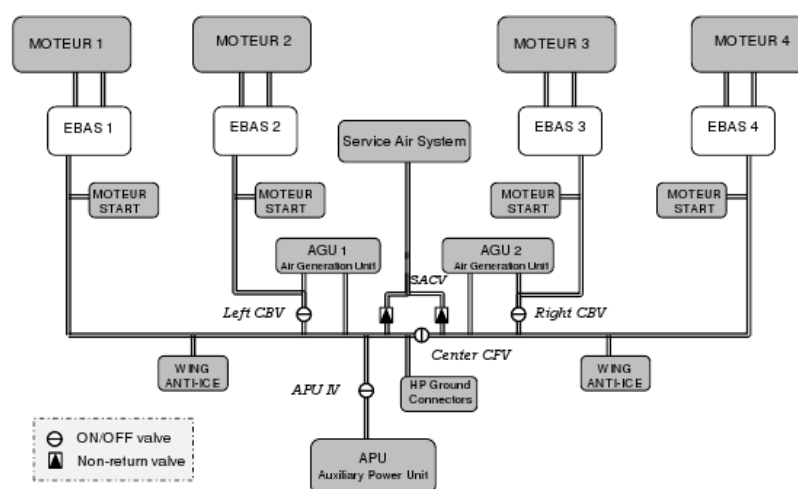 MOTEUR 1
MOTEUR 2
MOTEUR 3
MOTEUR 4
EBAS 1
EBAS 2
Service Air System
EBAS 3
EBAS 4
MOTEUR
START
MOTEUR
START
MOTEUR
START
MOTEUR
START
AGU 1
Air Generation Unit
AGU 2
Air Generation Unit
SACV
Left CBV
Right CBV
Center CFV
WING
ANTI-ICE
APU IV
HP Ground
Connectors
WING
ANTI-ICE
ON/OFF valve
Non-return valve
APU
Auxiliary Power Unit